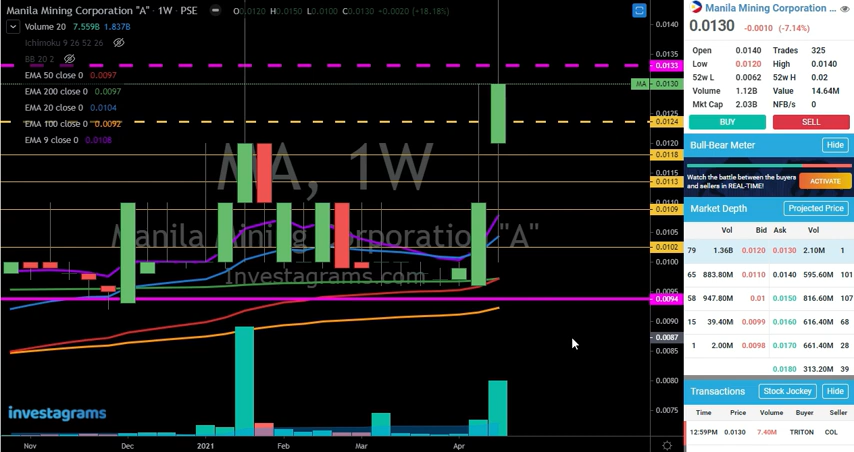 Manila Mining Corporation "A" · 1W · PSE O0.0120 H0.0150 L0.0100 C0.0130 +0.0020 (+18.18%)
Volume 20 7.559B 1.837B
Ichimoku 9 26 52 26
BB 20 2
EMA 50 close 0 0.0097
EMA 200 close 0 0.0097
EMA 20 close 0 0.0104
EMA 100 close 0 0.0092
EMA 9 close 0 0.0108
MA, 1W
Manila Mining Corporation "A"
Investagrams.com
investagrams
0.0140
0.0135
0.0133
MA 0.0130
0.0125
0.0124
0.0120
0.0118
0.0113
0.0109
0.0105
0.0102
0.0100
0.0095
0.0094
0.0090
0.0087
0.0085
0.0080
0.0075
Nov Dec 2021 Feb Mar Apr
Manila Mining Corporation ...
0.0130 -0.0010 (-7.14%)
Open 0.0140 Trades 325
Low 0.0120 High 0.0140
52w L 0.0062 52w H 0.02
Volume 1.12B Value 14.64M
Mkt Cap 2.03B NFB/s 0
BUY SELL
Bull-Bear Meter Hide
Watch the battle between the buyers
and sellers in REAL-TIME! ACTIVATE
Market Depth Projected Price
Vol Bid Ask Vol
79 1.36B 0.0120 0.0130 2.10M 1
65 883.80M 0.0110 0.0140 595.60M 101
58 947.80M 0.01 0.0150 816.60M 107
15 39.40M 0.0099 0.0160 616.40M 68
1 2.00M 0.0098 0.0170 661.40M 28
0.0180 313.20M 39
Transactions Stock Jockey Hide
Time Price Volume Buyer Seller
12:59PM 0.0130 7.40M TRITON COL